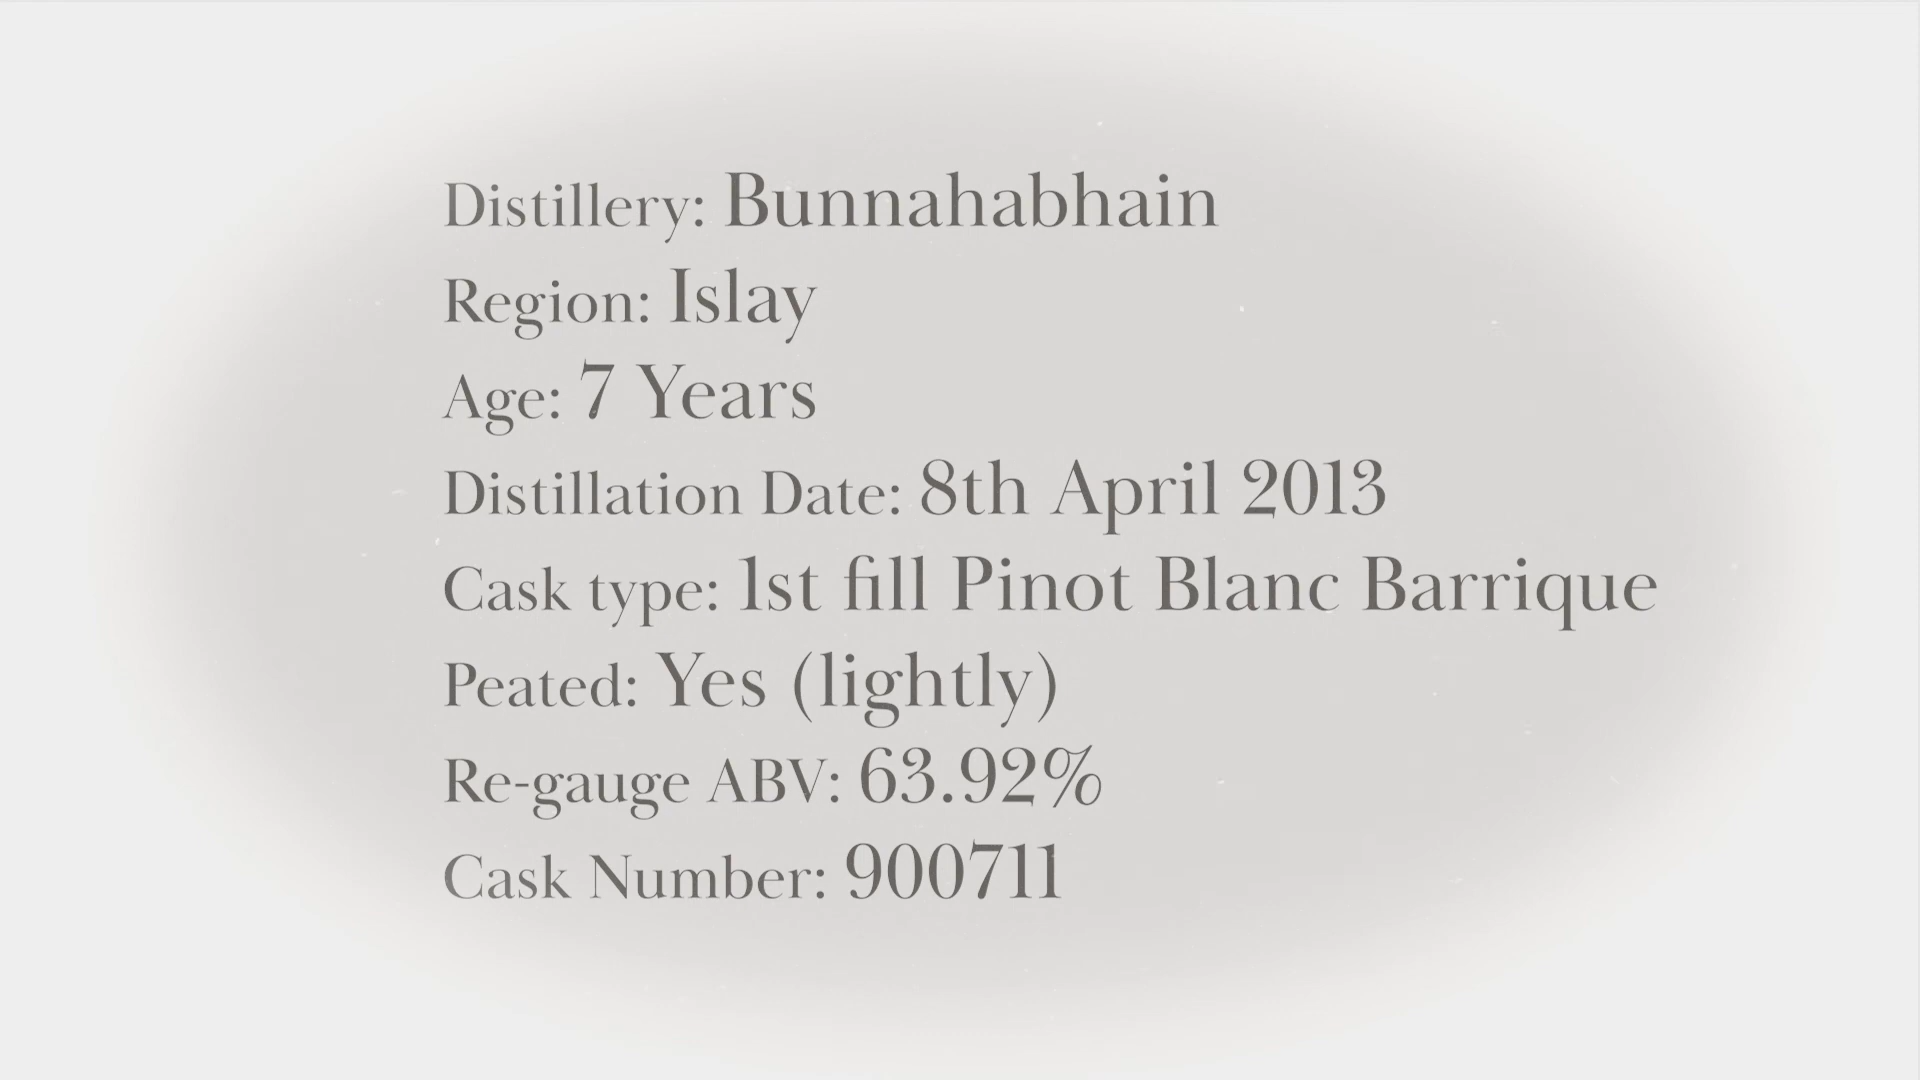 Distillery: Bunnahabhain
Region: Islay
Age: 7 Years
Distillation Date: 8th April 2013
Cask type: 1st fill Pinot Blanc Barrique
Peated: Yes (lightly)
Re-gauge ABV: 63.92%
Cask Number: 900711